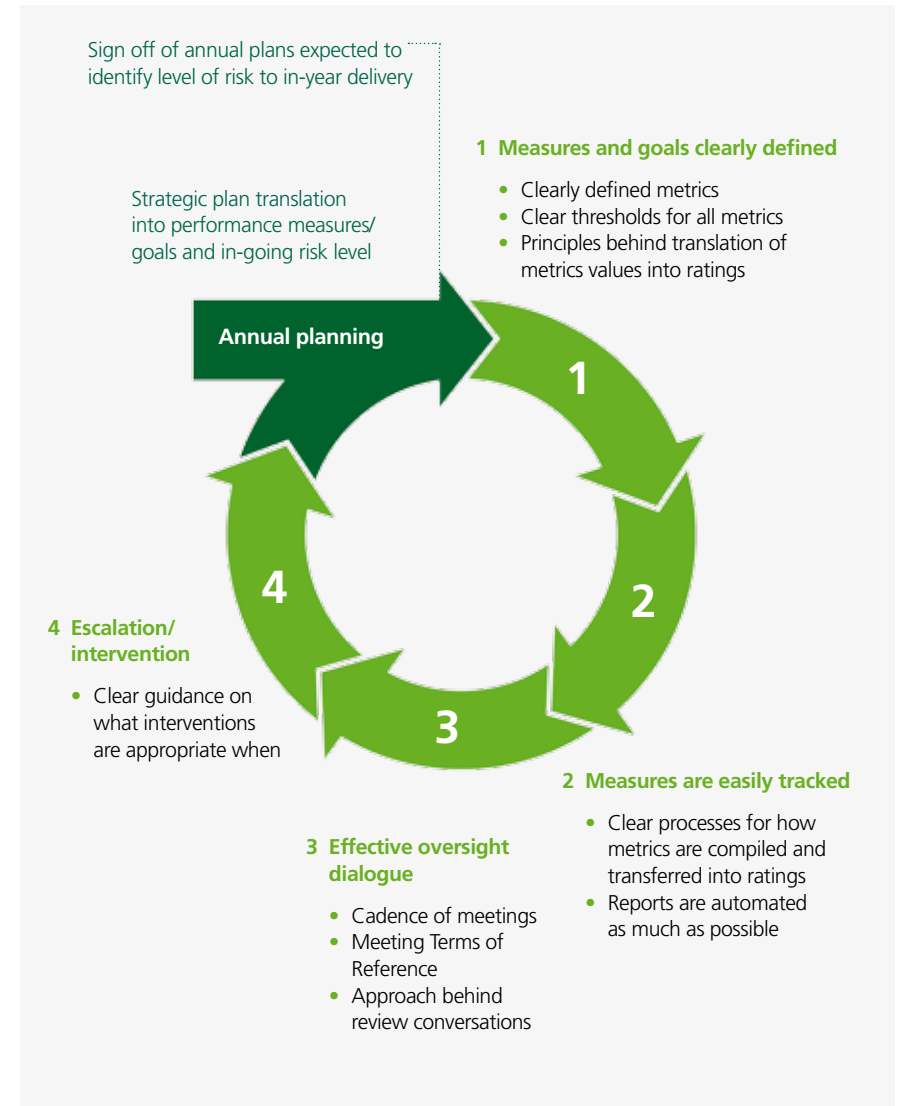 Sign off of annual plans expected to
identify level of risk to in-year delivery
Strategic plan translation
into performance measures/
goals and in-going risk level
Annual planning
1 Measures and goals clearly defined
• Clearly defined metrics
• Clear thresholds for all metrics
• Principles behind translation of
metrics values into ratings
1
2
3
4
2 Measures are easily tracked
• Clear processes for how
metrics are compiled and
transferred into ratings
• Reports are automated
as much as possible
3 Effective oversight
dialogue
• Cadence of meetings
• Meeting Terms of
Reference
• Approach behind
review conversations
4 Escalation/
intervention
• Clear guidance on
what interventions
are appropriate when